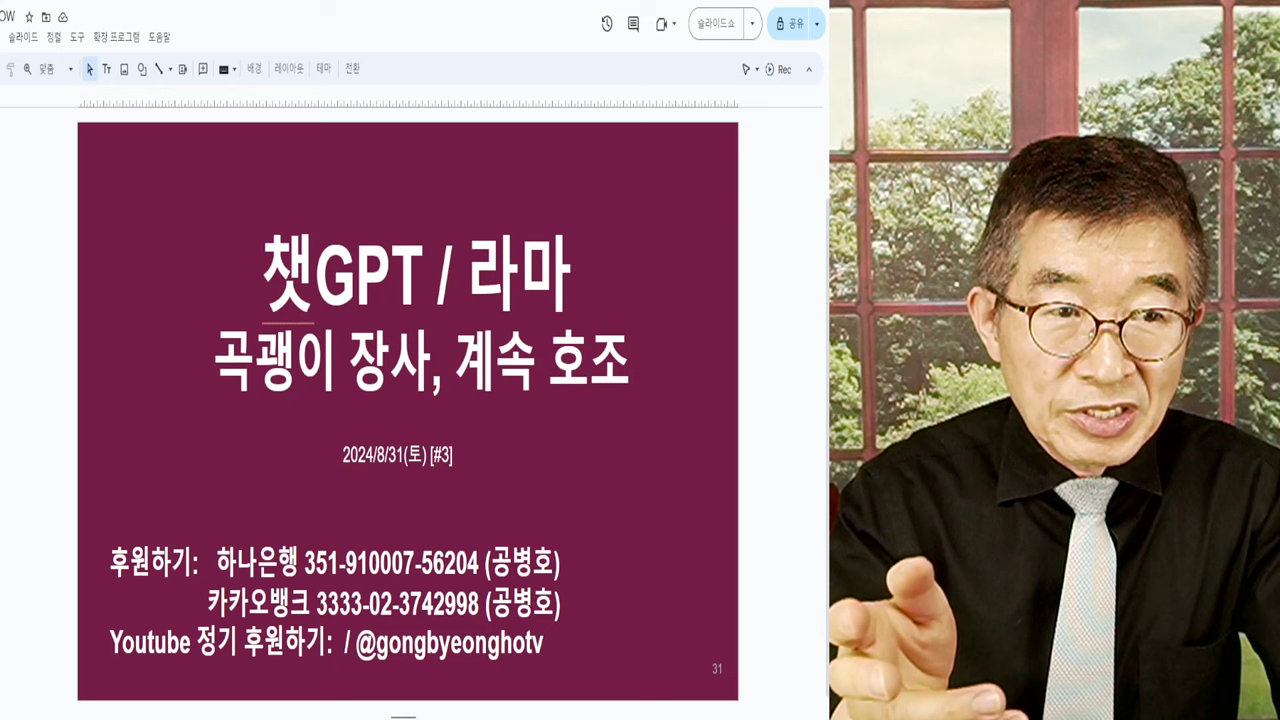 OW
슬라이드 정렬 도구 확장 프로그램 도움말
슬라이드쇼
공유
맞춤
Tт
배경 레이아웃 테마 전환
Rec
챗GPT / 라마
곡괭이 장사, 계속 호조
2024/8/31(토) [#3]
후원하기: 하나은행 351-910007-56204 (공병호)
카카오뱅크 3333-02-3742998 (공병호)
Youtube 정기 후원하기: / @gongbyeonghotv
31